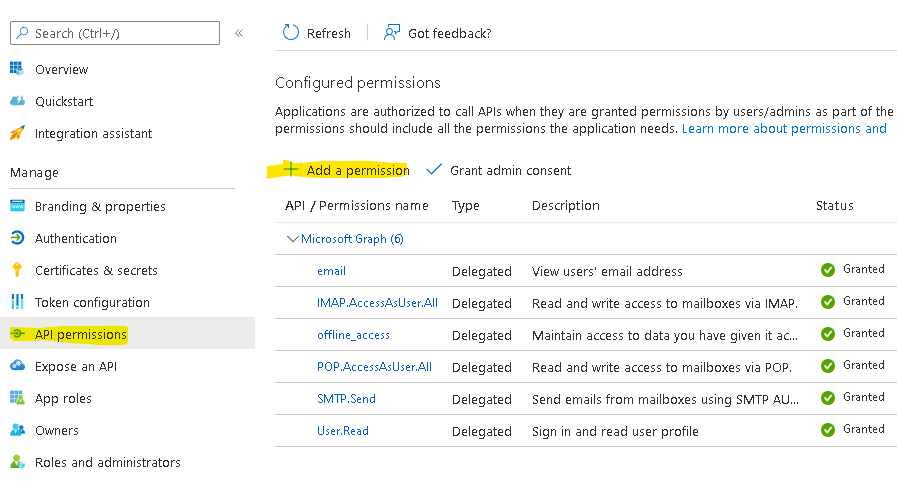 Search (Ctrl+/)
«
Overview
Quickstart
Integration assistant
Manage
Branding & properties
Authentication
Certificates & secrets
Token configuration
API permissions
Expose an API
App roles
Owners
Roles and administrators
Refresh
Got feedback?
Configured permissions
Applications are authorized to call APIs when they are granted permissions by users/admins as part of the
permissions should include all the permissions the application needs. Learn more about permissions and
Add a permission Grant admin consent
API / Permissions name Type Description Status
Microsoft Graph (6)
email Delegated View users' email address Granted
IMAP.AccessAsUser.All Delegated Read and write access to mailboxes via IMAP. Granted
offline_access Delegated Maintain access to data you have given it ac... Granted
POP.AccessAsUser.All Delegated Read and write access to mailboxes via POP. Granted
SMTP.Send Delegated Send emails from mailboxes using SMTP AU... Granted
User.Read Delegated Sign in and read user profile Granted